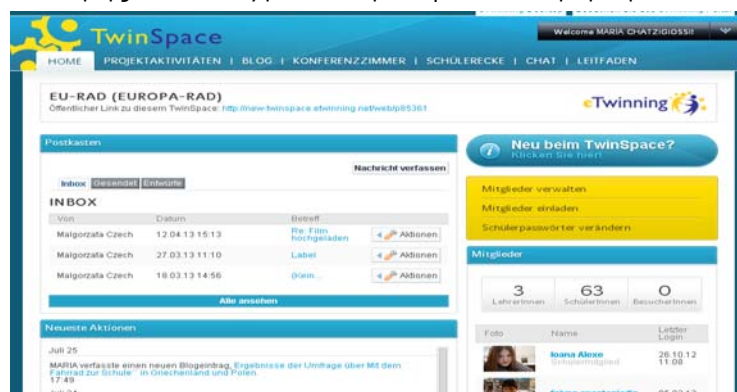 TwinSpace
Welcome MARIA CHATZIGIOSSI!
HOME PROJEKTAKTIVITÄTEN | BLOG | KONFERENZZIMMER | SCHÜLERECKE | CHAT | LEITFADEN
EU-RAD (EUROPA-RAD)
Öffentlicher Link zu diesem TwinSpace: http://new-twinspace.etwinning.net/web/p85361
eTwinning
Postkasten
Nachricht verfassen
Inbox Gesendet Entwürfe
INBOX
Von Datum Betreff
Malgorzata Czech 12.04.13 15:13 Re: Film hochgeladen Aktionen
Malgorzata Czech 27.03.13 11:10 Label Aktionen
Malgorzata Czech 18.03.13 14:56 (Kein... Aktionen
Alle ansehen
Neueste Aktionen
Juli 25
MARIA verfasste einen neuen Blogeintrag, Ergebnisse der Umfrage über Mit dem
Fahrrad zur Schule" in Griechenland und Polen.
17:49
Neu beim TwinSpace?
Klicken Sie hier!
Mitglieder verwalten
Mitglieder einladen
Schülerpasswörter verändern
Mitglieder
3 63 0
LehrerInnen SchülerInnen BesucherInnen
Foto Name Letzter Login
Ioana Alexe 26.10.12
Schulermitglied 11:08